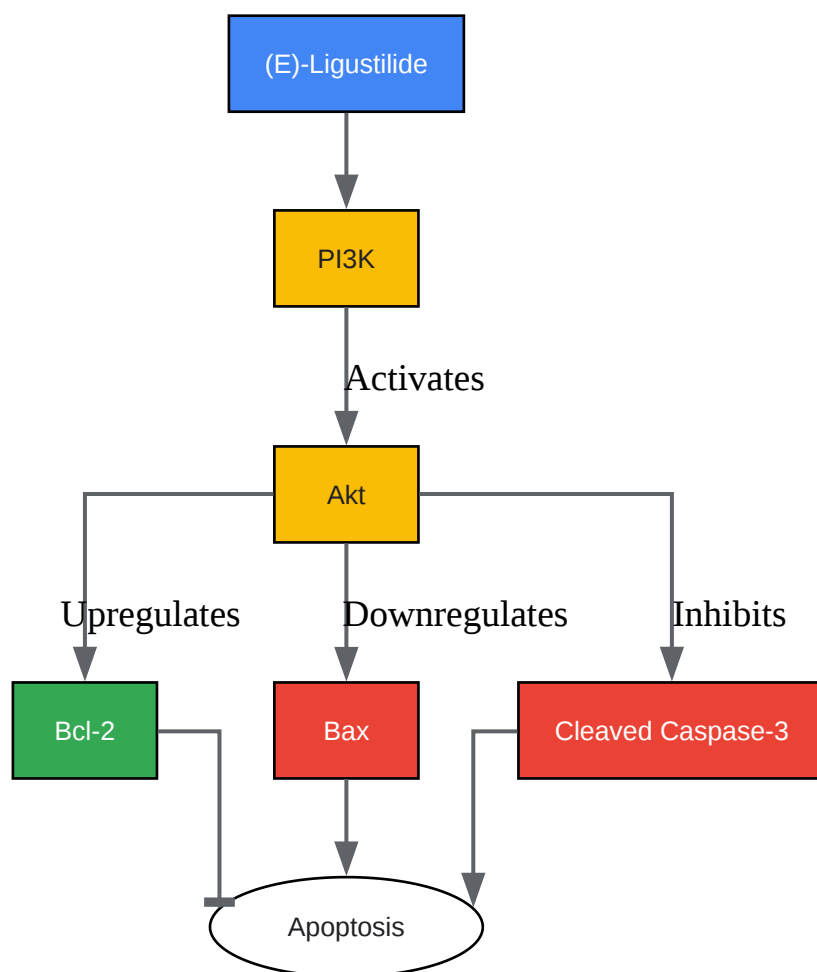 (E)-Ligustilide
PI3K
Activates
Akt
Upregulates
Downregulates
Inhibits
Bcl-2
Bax
Cleaved Caspase-3
Apoptosis